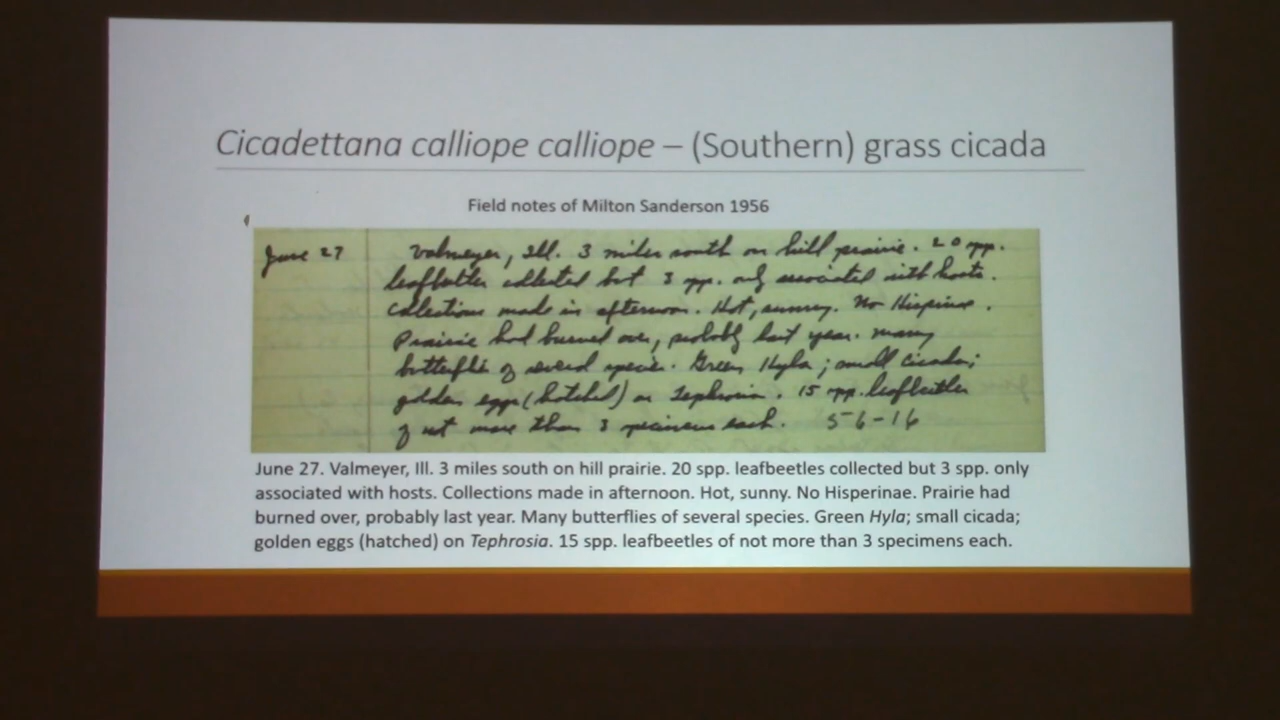 Cicadettana calliope calliope – (Southern) grass cicada
Field notes of Milton Sanderson 1956
June 27 Valmeyer, Ill. 3 miles south on hill prairie. 20 spp.
leafbeetles collected but 3 spp. only associated with hosts.
Collections made in afternoon. Hot, sunny. No Hispinae.
Prairie had burned over, probably last year. Many
butterflies of several species. Green Hyla; small cicada;
golden eggs (hatched) on Tephrosia. 15 spp. leafbeetles
of not more than 3 specimens each. 56-16
June 27. Valmeyer, Ill. 3 miles south on hill prairie. 20 spp. leafbeetles collected but 3 spp. only
associated with hosts. Collections made in afternoon. Hot, sunny. No Hisperinae. Prairie had
burned over, probably last year. Many butterflies of several species. Green Hyla; small cicada;
golden eggs (hatched) on Tephrosia. 15 spp. leafbeetles of not more than 3 specimens each.